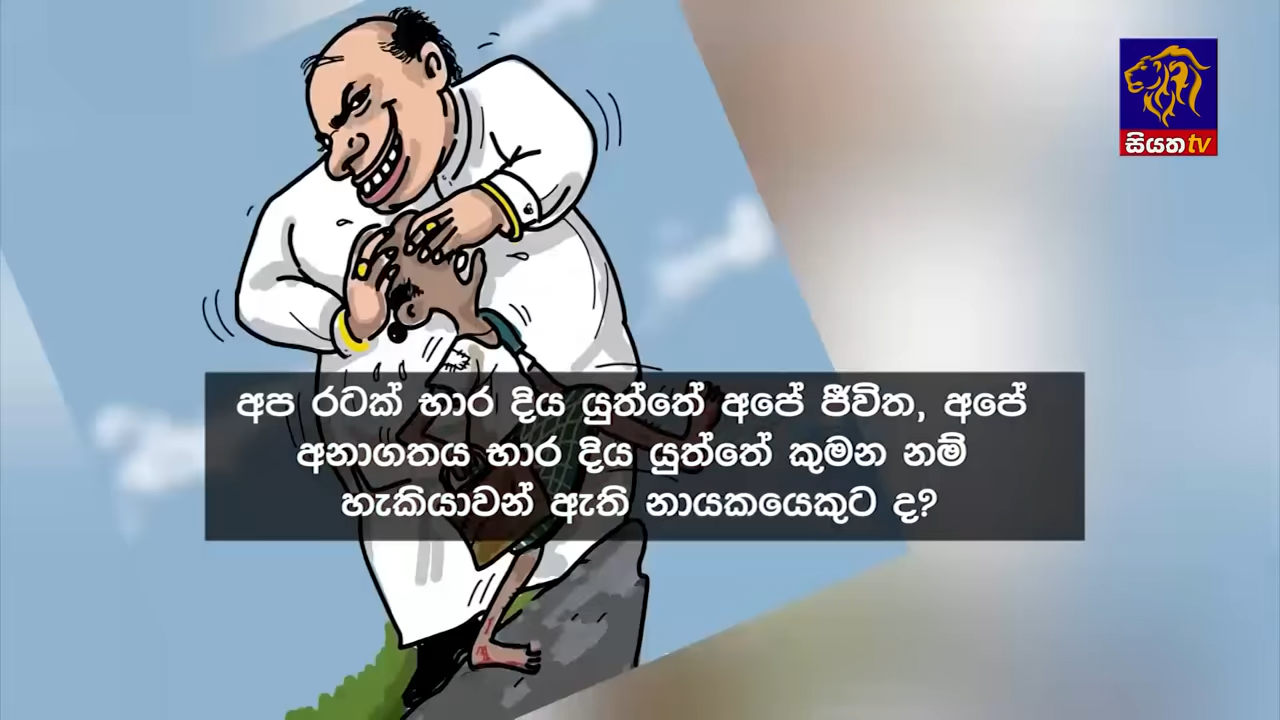 සියත tv
අප රටක් භාර දිය යුත්තේ අපේ ජීවිත, අපේ
අනාගතය භාර දිය යුත්තේ කුමන නම්
හැකියාවන් ඇති නායකයෙකුට ද?